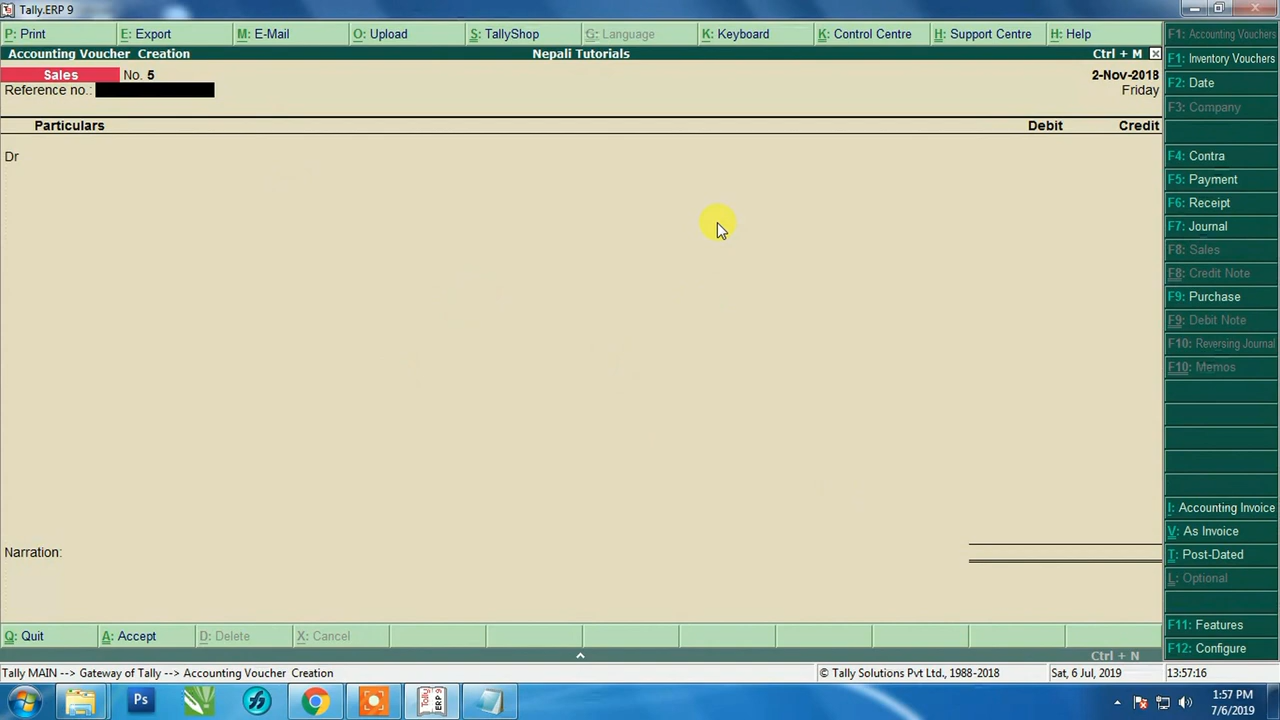 Tally.ERP 9
P: Print
E: Export
M: E-Mail
O: Upload
S: TallyShop
G: Language
K: Keyboard
K: Control Centre
H: Support Centre
H: Help
Accounting Voucher Creation
Nepali Tutorials
Ctrl + M
Sales No. 5
2-Nov-2018
Reference no.:
Friday
Particulars Debit Credit
Dr
Narration:
F1: Accounting Vouchers
F1: Inventory Vouchers
F2: Date
F3: Company
F4: Contra
F5: Payment
F6: Receipt
F7: Journal
F8: Sales
F8: Credit Note
F9: Purchase
F9: Debit Note
F10: Reversing Journal
F10: Memos
I: Accounting Invoice
V: As Invoice
T: Post-Dated
L: Optional
F11: Features
F12: Configure
Q: Quit
A: Accept
D: Delete
X: Cancel
Ctrl + N
Tally MAIN --> Gateway of Tally --> Accounting Voucher Creation
© Tally Solutions Pvt Ltd., 1988-2018
Sat, 6 Jul, 2019
13:57:16
Ps
Tally
ERP 9
1:57 PM
7/6/2019